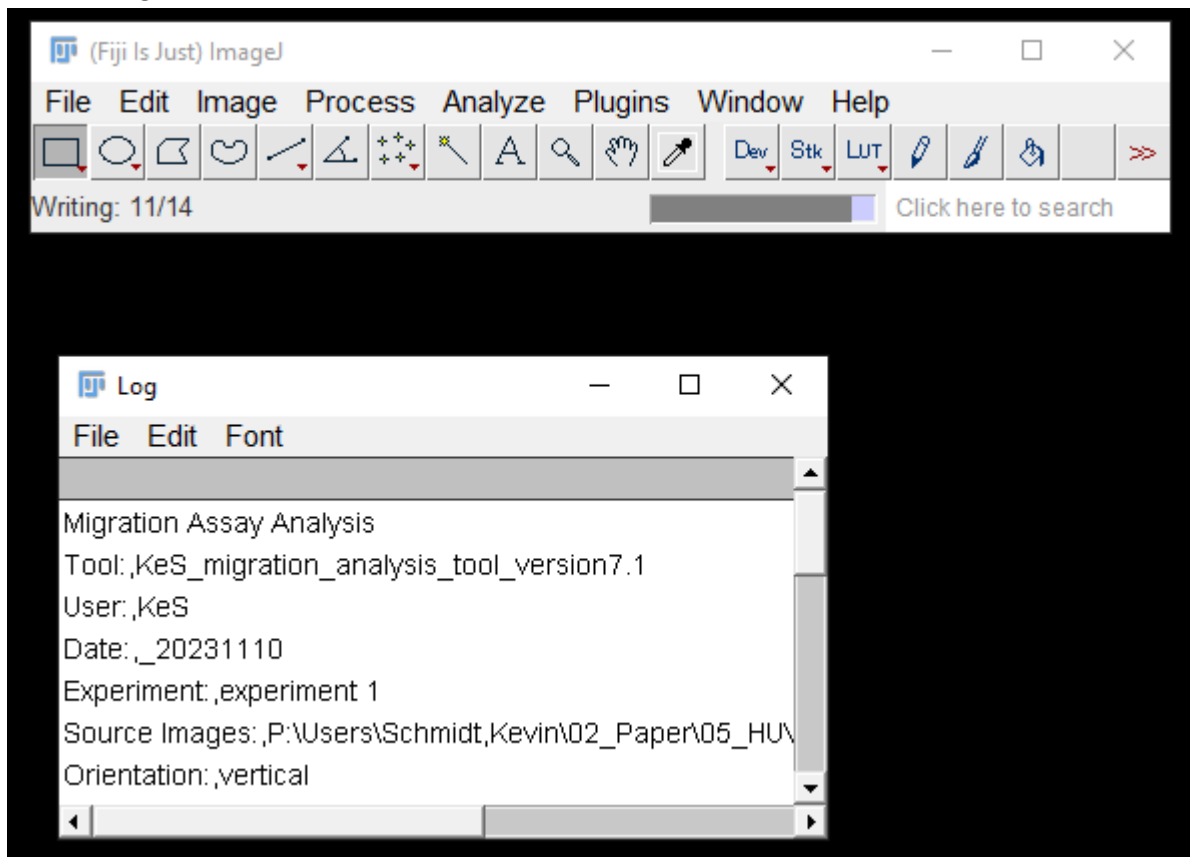 (Fiji Is Just) ImageJ
File Edit Image Process Analyze Plugins Window Help
A Dev Stk LUT >>
Writing: 11/14 Click here to search
Log
File Edit Font
Migration Assay Analysis
Tool:,KeS_migration_analysis_tool_version7.1
User:,KeS
Date:,_20231110
Experiment:,experiment 1
Source Images:,P:\Users\Schmidt,Kevin\02_Paper\05_HU\
Orientation:,vertical